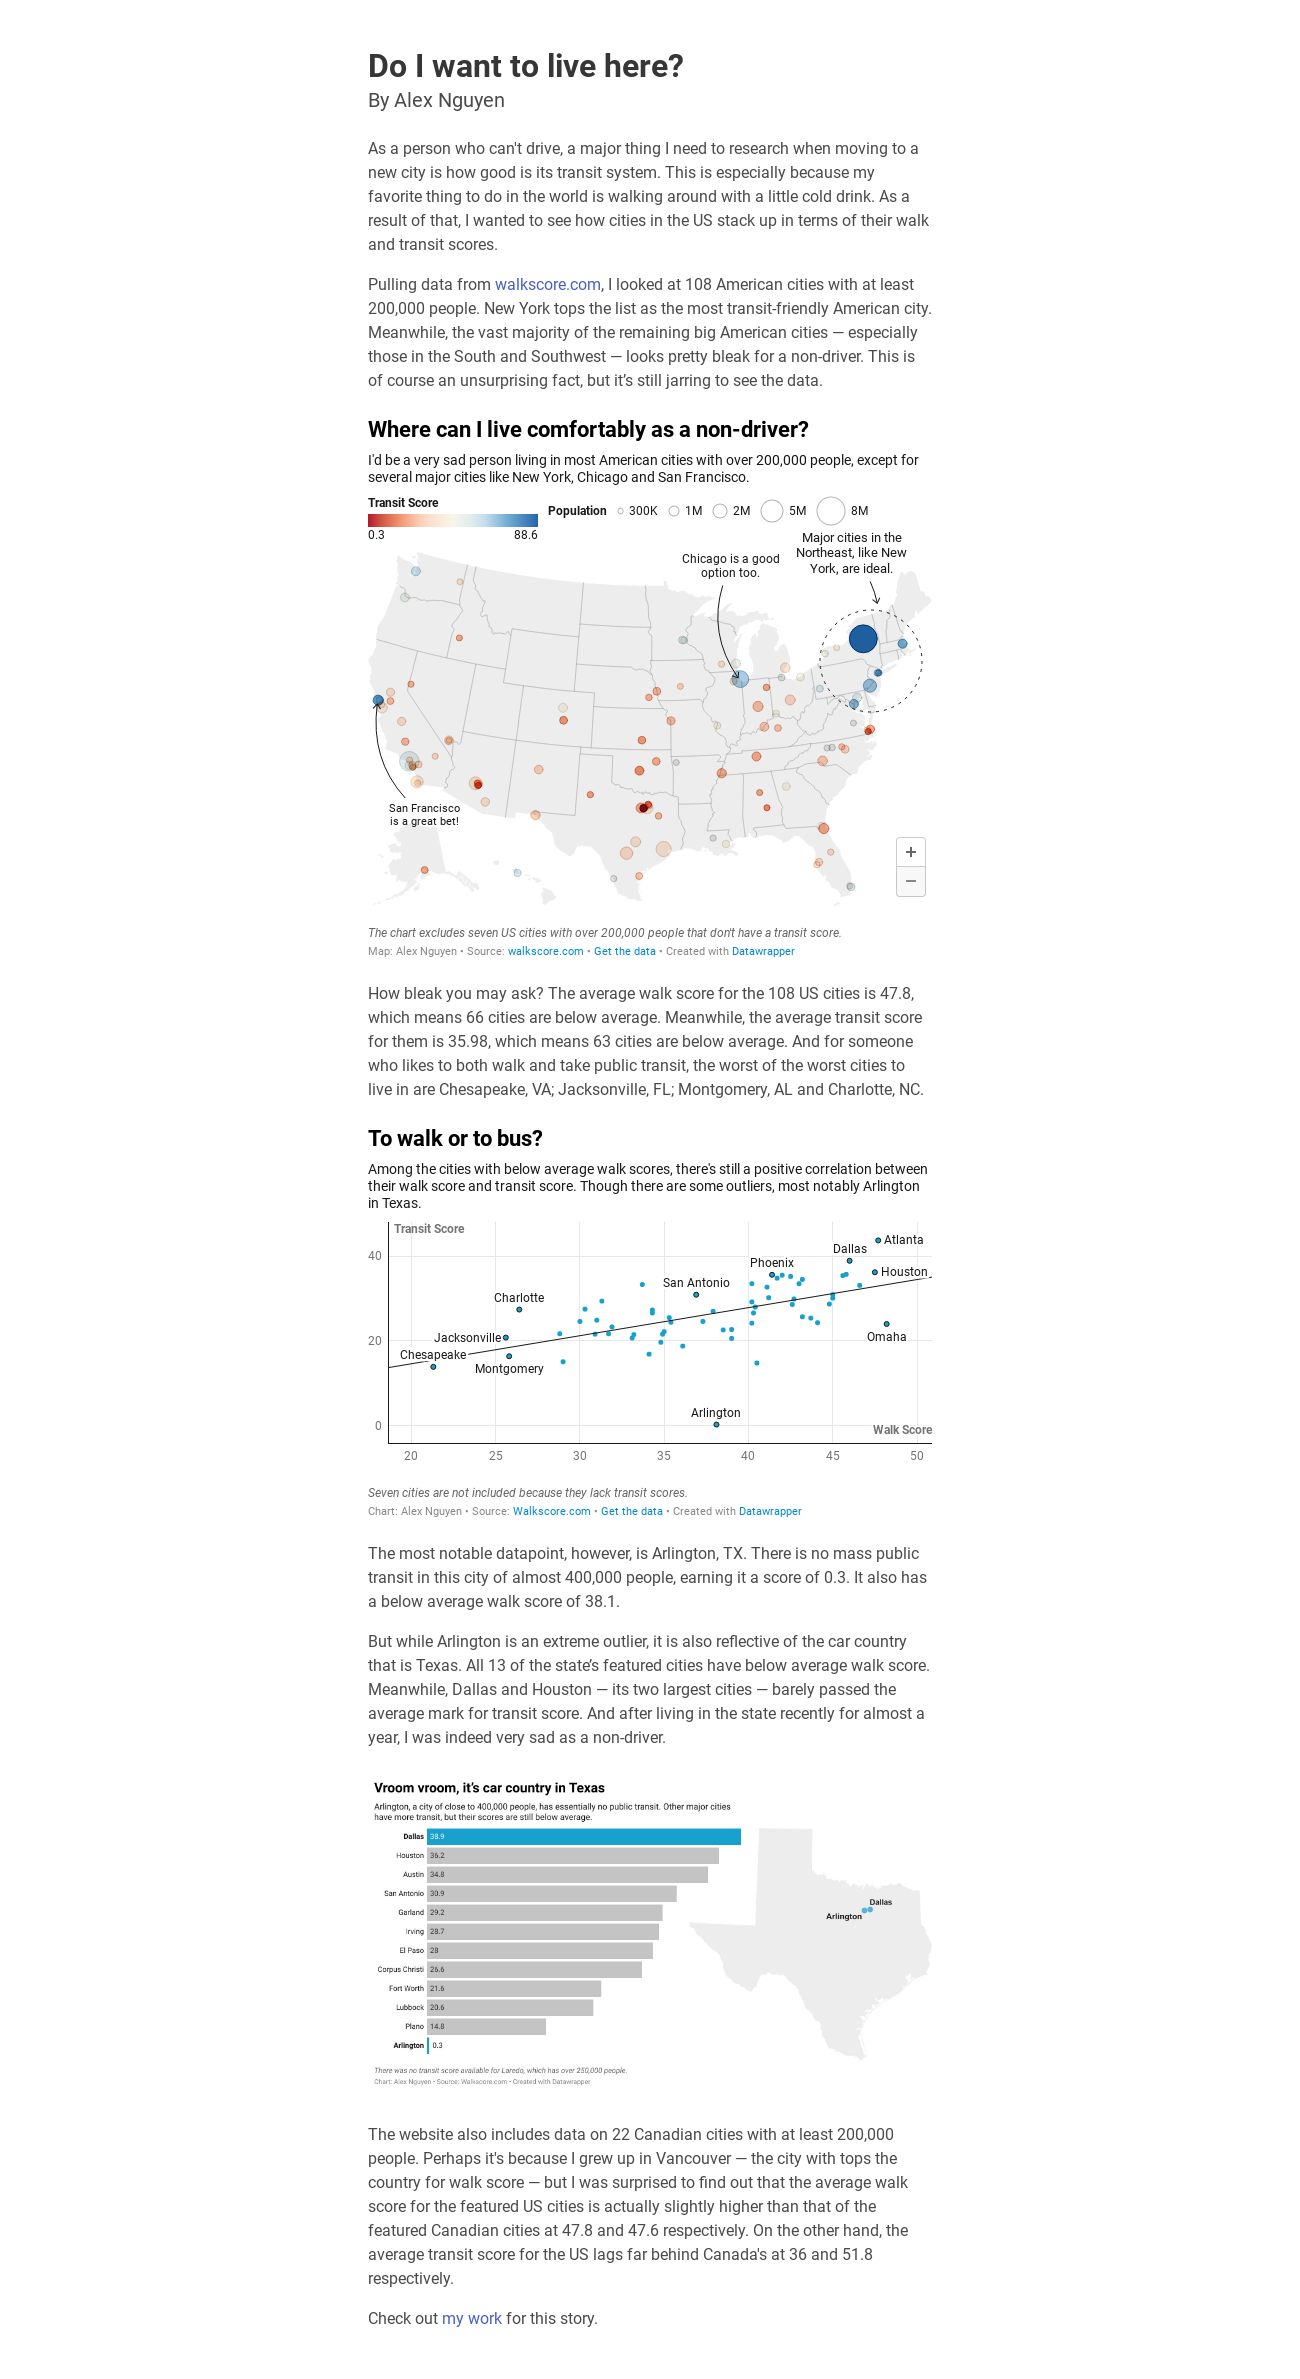 Do I want to live here?
By Alex Nguyen
As a person who can't drive, a major thing I need to research when moving to a
new city is how good is its transit system. This is especially because my
favorite thing to do in the world is walking around with a little cold drink. As a
result of that, I wanted to see how cities in the US stack up in terms of their walk
and transit scores.
Pulling data from walkscore.com, I looked at 108 American cities with at least
200,000 people. New York tops the list as the most transit-friendly American city.
Meanwhile, the vast majority of the remaining big American cities — especially
those in the South and Southwest — looks pretty bleak for a non-driver. This is
of course an unsurprising fact, but it’s still jarring to see the data.
Where can I live comfortably as a non-driver?
I'd be a very sad person living in most American cities with over 200,000 people, except for
several major cities like New York, Chicago and San Francisco.
Transit Score
0.3 88.6
Population 300K 1M 2M 5M 8M
Major cities in the
Northeast, like New
York, are ideal.
Chicago is a good
option too.
San Francisco
is a great bet!
+
−
The chart excludes seven US cities with over 200,000 people that don't have a transit score.
Map: Alex Nguyen • Source: walkscore.com • Get the data • Created with Datawrapper
How bleak you may ask? The average walk score for the 108 US cities is 47.8,
which means 66 cities are below average. Meanwhile, the average transit score
for them is 35.98, which means 63 cities are below average. And for someone
who likes to both walk and take public transit, the worst of the worst cities to
live in are Chesapeake, VA; Jacksonville, FL; Montgomery, AL and Charlotte, NC.
To walk or to bus?
Among the cities with below average walk scores, there's still a positive correlation between
their walk score and transit score. Though there are some outliers, most notably Arlington
in Texas.
Transit Score
40
20
0
Atlanta
Dallas
Phoenix
Houston
San Antonio
Charlotte
Omaha
Jacksonville
Chesapeake
Montgomery
Arlington
Walk Score
20 25 30 35 40 45 50
Seven cities are not included because they lack transit scores.
Chart: Alex Nguyen • Source: Walkscore.com • Get the data • Created with Datawrapper
The most notable datapoint, however, is Arlington, TX. There is no mass public
transit in this city of almost 400,000 people, earning it a score of 0.3. It also has
a below average walk score of 38.1.
But while Arlington is an extreme outlier, it is also reflective of the car country
that is Texas. All 13 of the state’s featured cities have below average walk score.
Meanwhile, Dallas and Houston — its two largest cities — barely passed the
average mark for transit score. And after living in the state recently for almost a
year, I was indeed very sad as a non-driver.
Vroom vroom, it’s car country in Texas
Arlington, a city of close to 400,000 people, has essentially no public transit. Other major cities
have more transit, but their scores are still below average.
Dallas 38.9
Houston 36.2
Austin 34.8
San Antonio 30.9
Garland 29.2
Irving 28.7
El Paso 28
Corpus Christi 26.6
Fort Worth 21.6
Lubbock 20.6
Plano 14.8
Arlington 0.3
Dallas
Arlington
There was no transit score available for Laredo, which has over 250,000 people.
Chart: Alex Nguyen • Source: Walkscore.com • Created with Datawrapper
The website also includes data on 22 Canadian cities with at least 200,000
people. Perhaps it's because I grew up in Vancouver — the city with tops the
country for walk score — but I was surprised to find out that the average walk
score for the featured US cities is actually slightly higher than that of the
featured Canadian cities at 47.8 and 47.6 respectively. On the other hand, the
average transit score for the US lags far behind Canada's at 36 and 51.8
respectively.
Check out my work for this story.